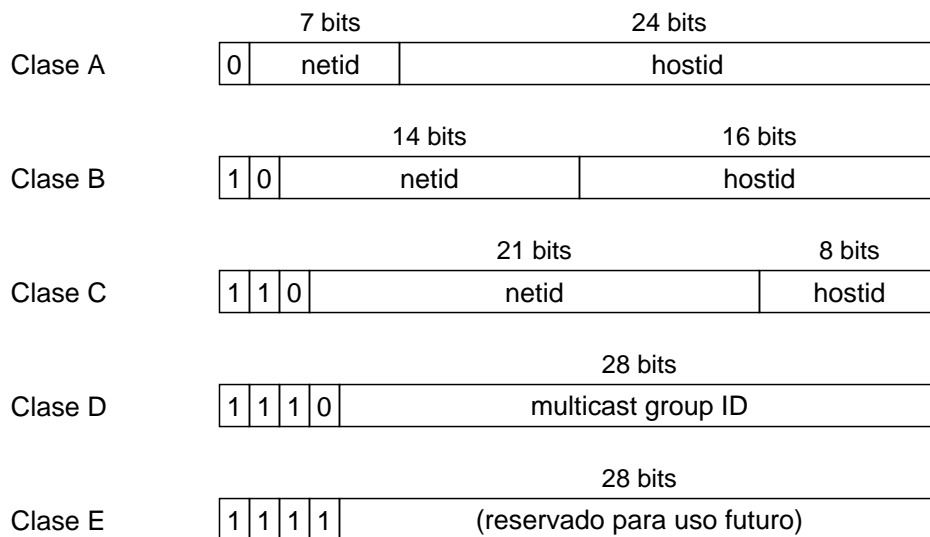 7 bits 24 bits
Clase A 0 netid hostid
14 bits 16 bits
Clase B 1 0 netid hostid
21 bits 8 bits
Clase C 1 1 0 netid hostid
28 bits
Clase D 1 1 1 0 multicast group ID
28 bits
Clase E 1 1 1 1 (reservado para uso futuro)